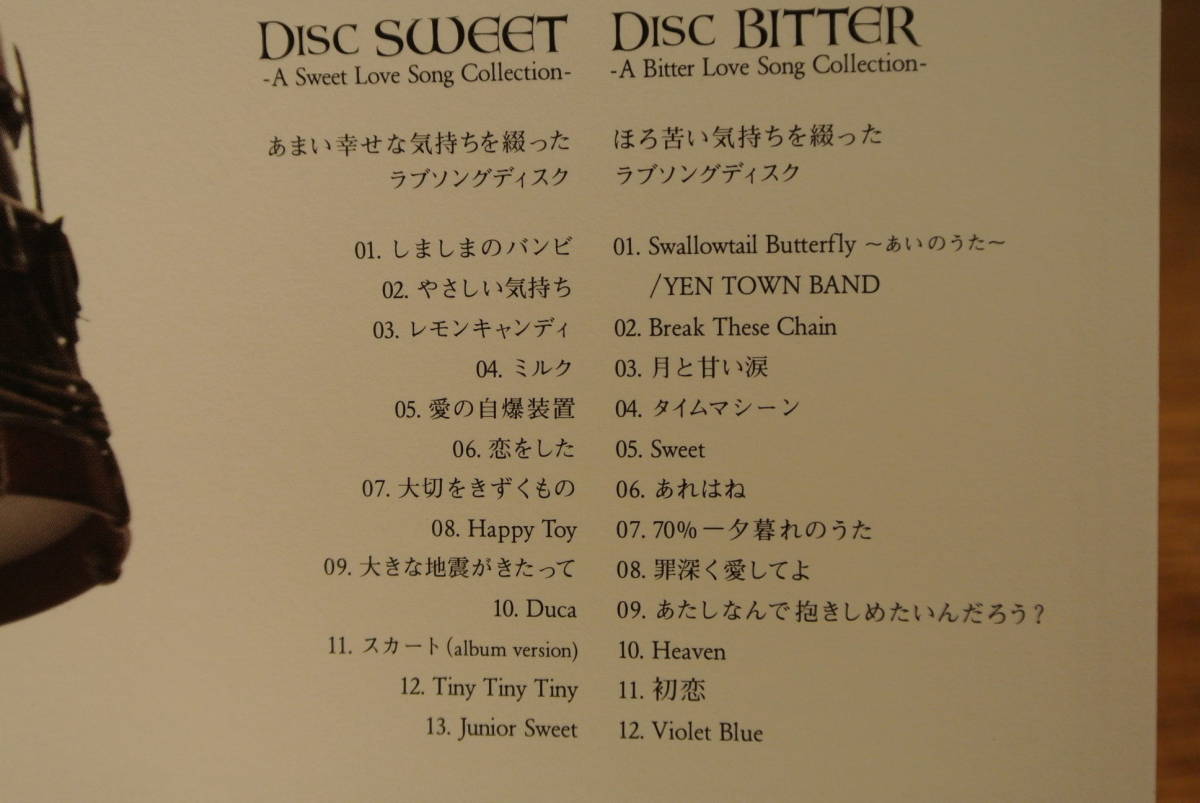 DISC SWEET
-A Sweet Love Song Collection-
あまい幸せな気持ちを綴った
ラブソングディスク
01. しましまのバンビ
02. やさしい気持ち
03. レモンキャンディ
04. ミルク
05. 愛の自爆装置
06. 恋をした
07. 大切をきずくもの
08. Happy Toy
09. 大きな地震がきたって
10. Duca
11. スカート(album version)
12. Tiny Tiny Tiny
13. Junior Sweet
DISC BITTER
-A Bitter Love Song Collection-
ほろ苦い気持ちを綴った
ラブソングディスク
01. Swallowtail Butterfly ～あいのうた～
/YEN TOWN BAND
02. Break These Chain
03. 月と甘い涙
04. タイムマシーン
05. Sweet
06. あれはね
07. 70%－夕暮れのうた
08. 罪深く愛してよ
09. あたしなんで抱きしめたいんだろう？
10. Heaven
11. 初恋
12. Violet Blue